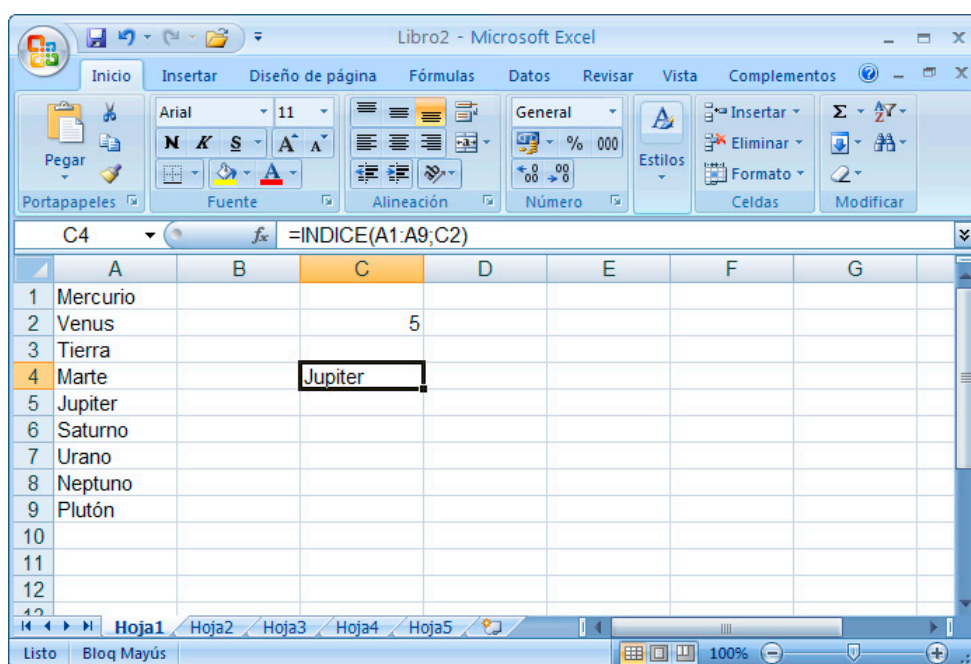 Libro2 - Microsoft Excel
Inicio Insertar Diseño de página Fórmulas Datos Revisar Vista Complementos
Arial 11 General Insertar
N K S A A % 000 Eliminar
Pegar Estilos Formato
Portapapeles Fuente Alineación Número Celdas Modificar
C4 fx =INDICE(A1:A9;C2)
A B C D E F G
1 Mercurio
2 Venus 5
3 Tierra
4 Marte Jupiter
5 Jupiter
6 Saturno
7 Urano
8 Neptuno
9 Plutón
10
11
12
Hoja1 Hoja2 Hoja3 Hoja4 Hoja5
Listo Bloq Mayús 100%